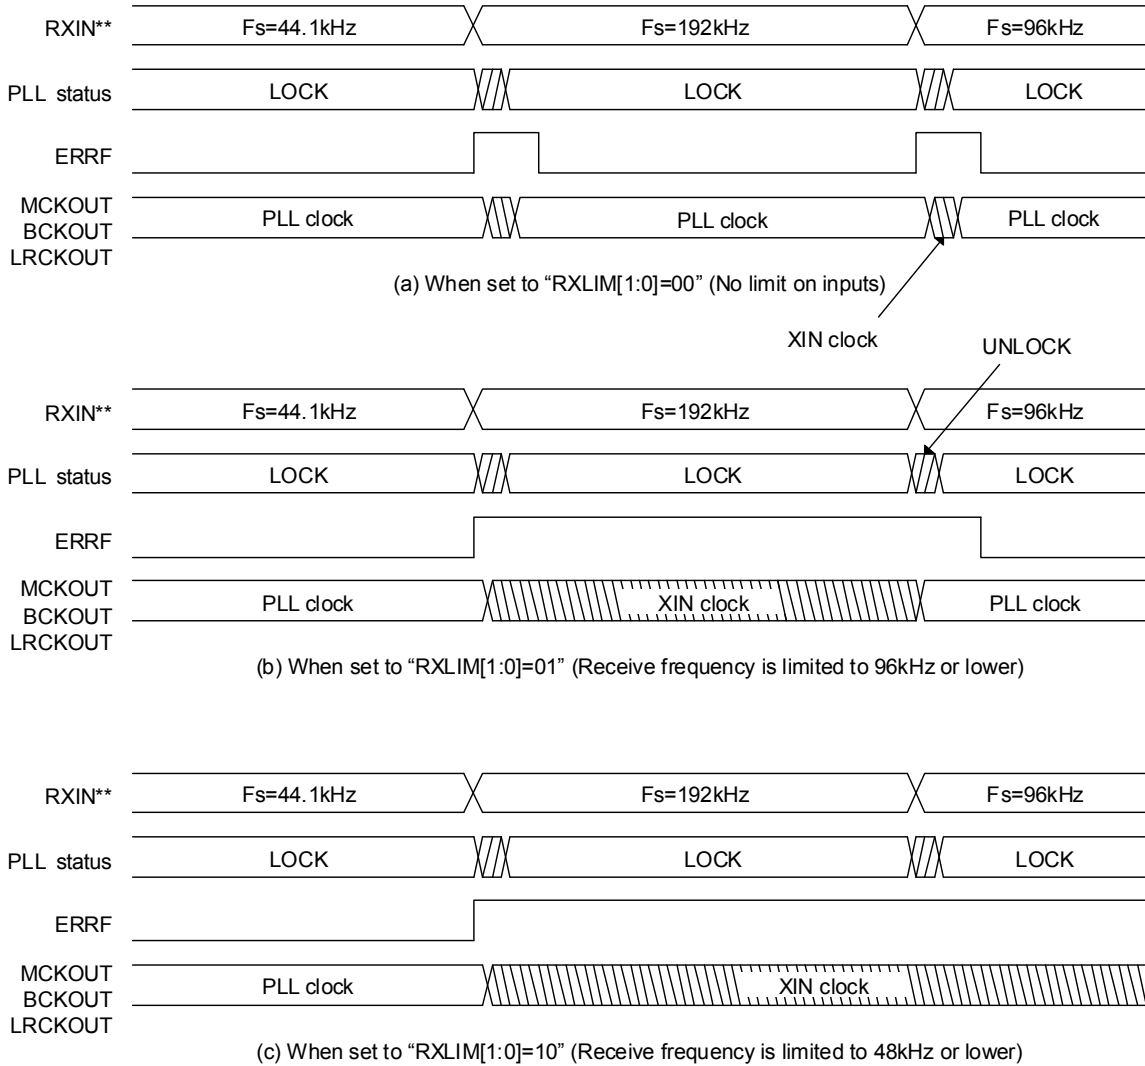 RXIN** Fs=44.1kHz Fs=192kHz Fs=96kHz
PLL status LOCK LOCK LOCK
ERRF
MCKOUT
BCKOUT
LRCKOUT
PLL clock PLL clock PLL clock
(a) When set to “RXLIM[1:0]=00” (No limit on inputs)
XIN clock
UNLOCK
RXIN** Fs=44.1kHz Fs=192kHz Fs=96kHz
PLL status LOCK LOCK LOCK
ERRF
MCKOUT
BCKOUT
LRCKOUT
PLL clock XIN clock PLL clock
(b) When set to “RXLIM[1:0]=01” (Receive frequency is limited to 96kHz or lower)
RXIN** Fs=44.1kHz Fs=192kHz Fs=96kHz
PLL status LOCK LOCK LOCK
ERRF
MCKOUT
BCKOUT
LRCKOUT
PLL clock XIN clock
(c) When set to “RXLIM[1:0]=10” (Receive frequency is limited to 48kHz or lower)